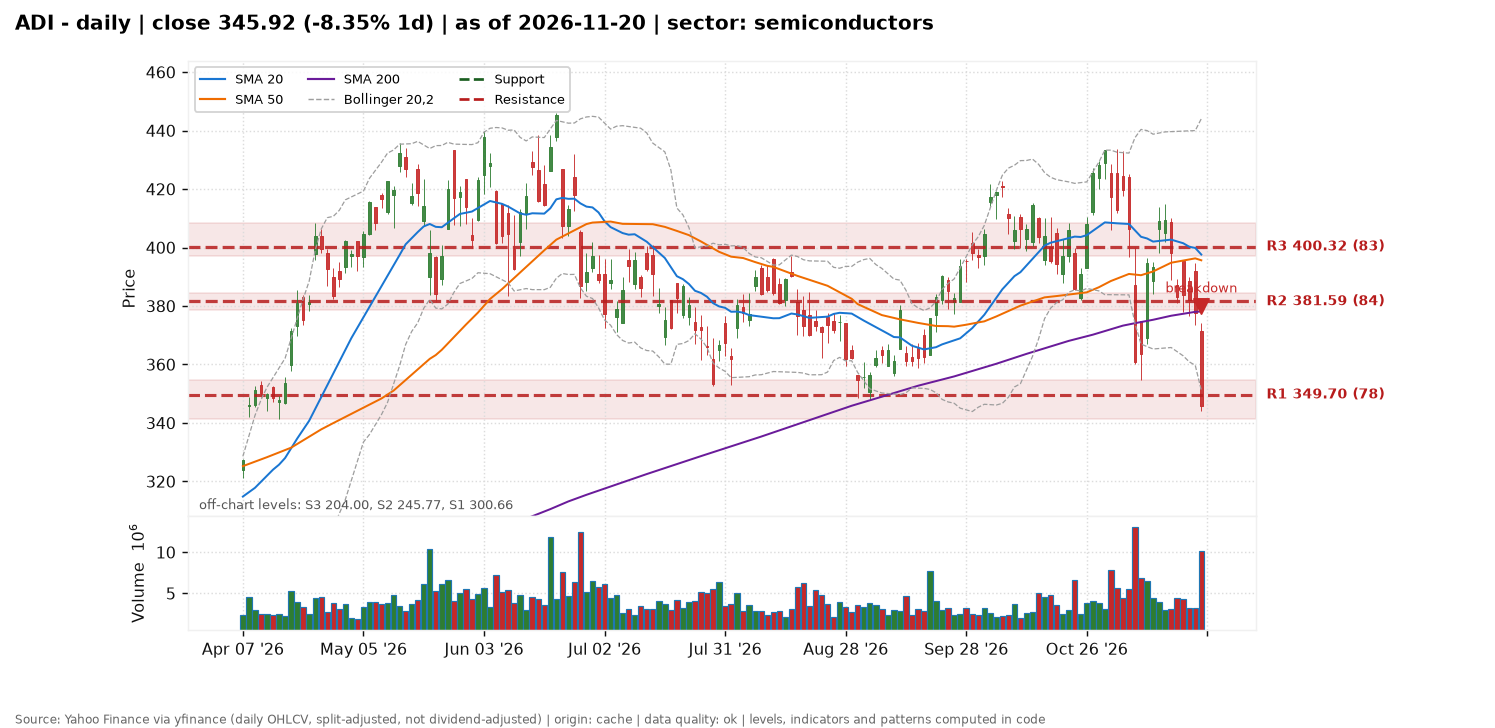 ADI - daily | close 345.92 (-8.35% 1d) | as of 2026-11-20 | sector: semiconductors
SMA 20
SMA 50
SMA 200
Bollinger 20,2
Support
Resistance
Price
460
440
420
400
380
360
340
320
R3 400.32 (83)
R2 381.59 (84)
R1 349.70 (78)
breakdown
off-chart levels: S3 204.00, S2 245.77, S1 300.66
Volume 10⁶
10
5
Apr 07 '26
May 05 '26
Jun 03 '26
Jul 02 '26
Jul 31 '26
Aug 28 '26
Sep 28 '26
Oct 26 '26
Source: Yahoo Finance via yfinance (daily OHLCV, split-adjusted, not dividend-adjusted) | origin: cache | data quality: ok | levels, indicators and patterns computed in code